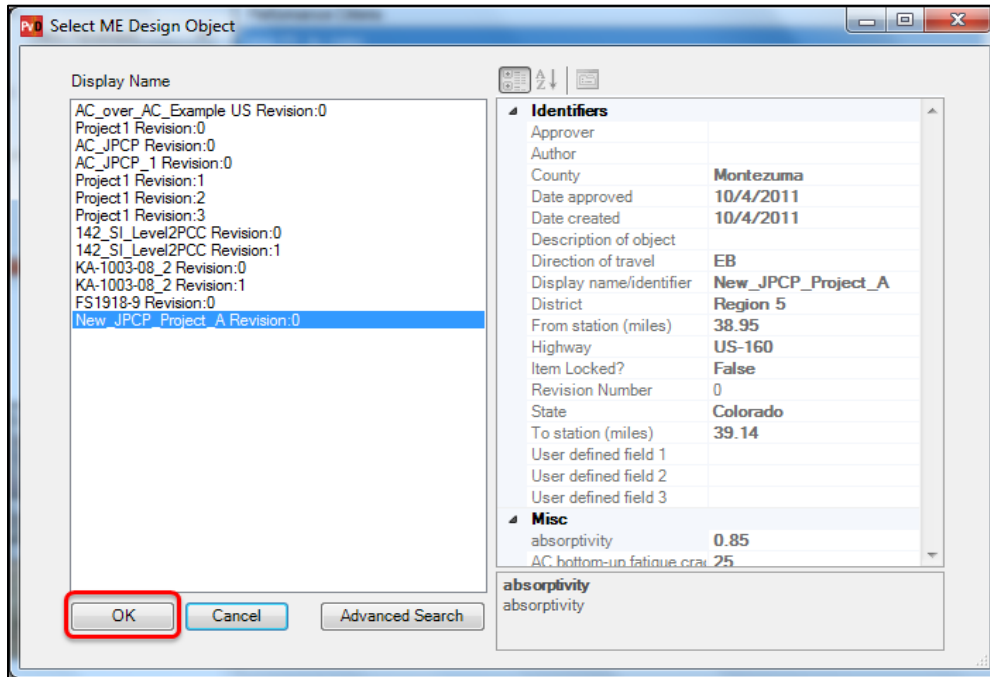 PvD Select ME Design Object
Display Name
AC_over_AC_Example US Revision:0
Project1 Revision:0
AC_JPCP Revision:0
AC_JPCP_1 Revision:0
Project1 Revision:1
Project1 Revision:2
Project1 Revision:3
142_SI_Level2PCC Revision:0
142_SI_Level2PCC Revision:1
KA-1003-08_2 Revision:0
KA-1003-08_2 Revision:1
FS1918-9 Revision:0
New_JPCP_Project_A Revision:0
OK Cancel Advanced Search
Identifiers
Approver
Author
County Montezuma
Date approved 10/4/2011
Date created 10/4/2011
Description of object
Direction of travel EB
Display name/identifier New_JPCP_Project_A
District Region 5
From station (miles) 38.95
Highway US-160
Item Locked? False
Revision Number 0
State Colorado
To station (miles) 39.14
User defined field 1
User defined field 2
User defined field 3
Misc
absorptivity 0.85
AC bottom-up fatigue crac 25
absorptivity
absorptivity